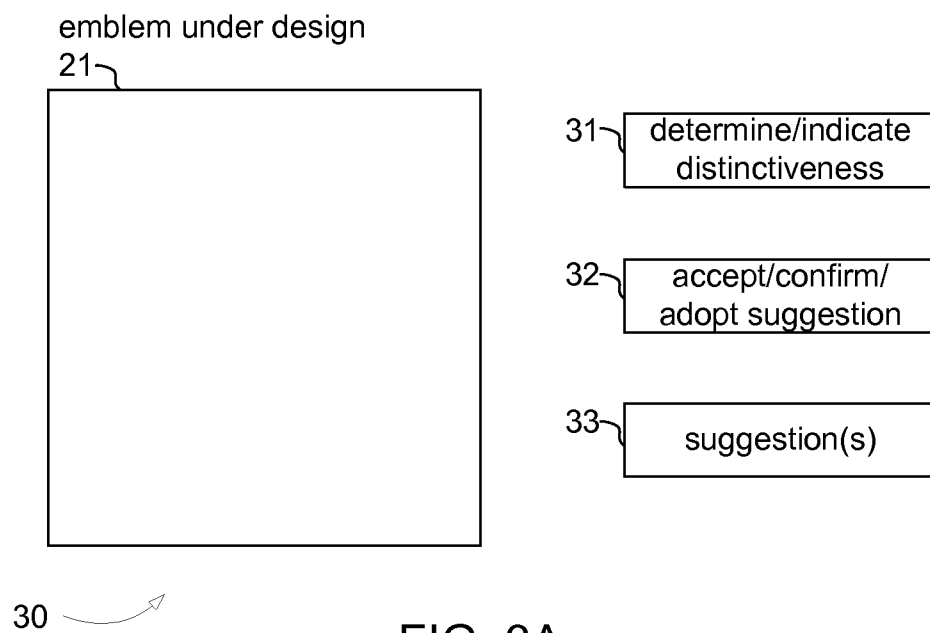 emblem under design
21
31
determine/indicate
distinctiveness
32
accept/confirm/
adopt suggestion
33
suggestion(s)
30